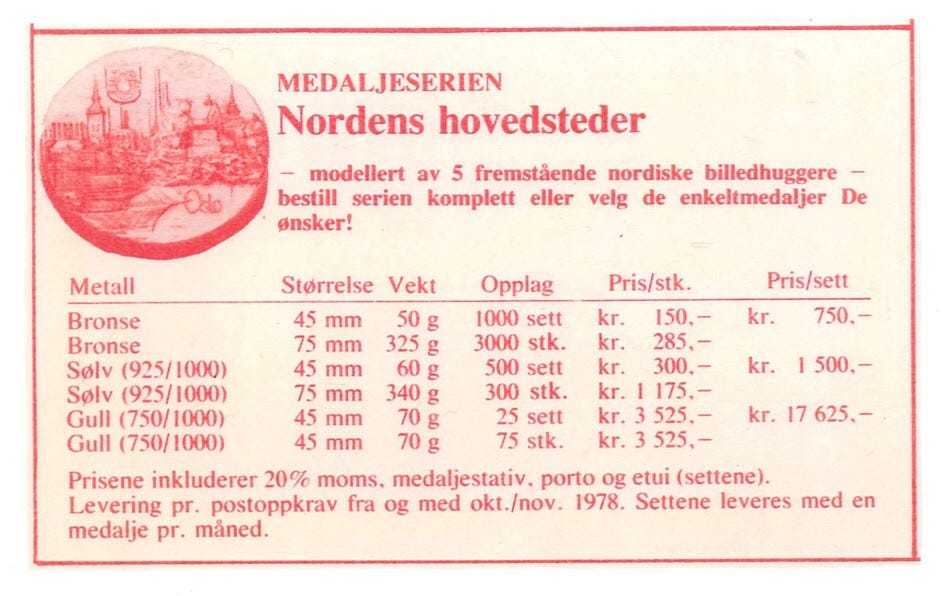 MEDALJESERIEN
Nordens hovedsteder
– modellert av 5 fremstående nordiske billedhuggere –
bestill serien komplett eller velg de enkeltmedaljer De
ønsker!
Oslo
Metall Størrelse Vekt Opplag Pris/stk. Pris/sett
Bronse 45 mm 50 g 1000 sett kr. 150,– kr. 750,–
Bronse 75 mm 325 g 3000 stk. kr. 285,–
Sølv (925/1000) 45 mm 60 g 500 sett kr. 300,– kr. 1 500,–
Sølv (925/1000) 75 mm 340 g 300 stk. kr. 1 175,–
Gull (750/1000) 45 mm 70 g 25 sett kr. 3 525,– kr. 17 625,–
Gull (750/1000) 45 mm 70 g 75 stk. kr. 3 525,–
Prisene inkluderer 20% moms, medaljestativ, porto og etui (settene).
Levering pr. postoppkrav fra og med okt./nov. 1978. Settene leveres med en
medalje pr. måned.